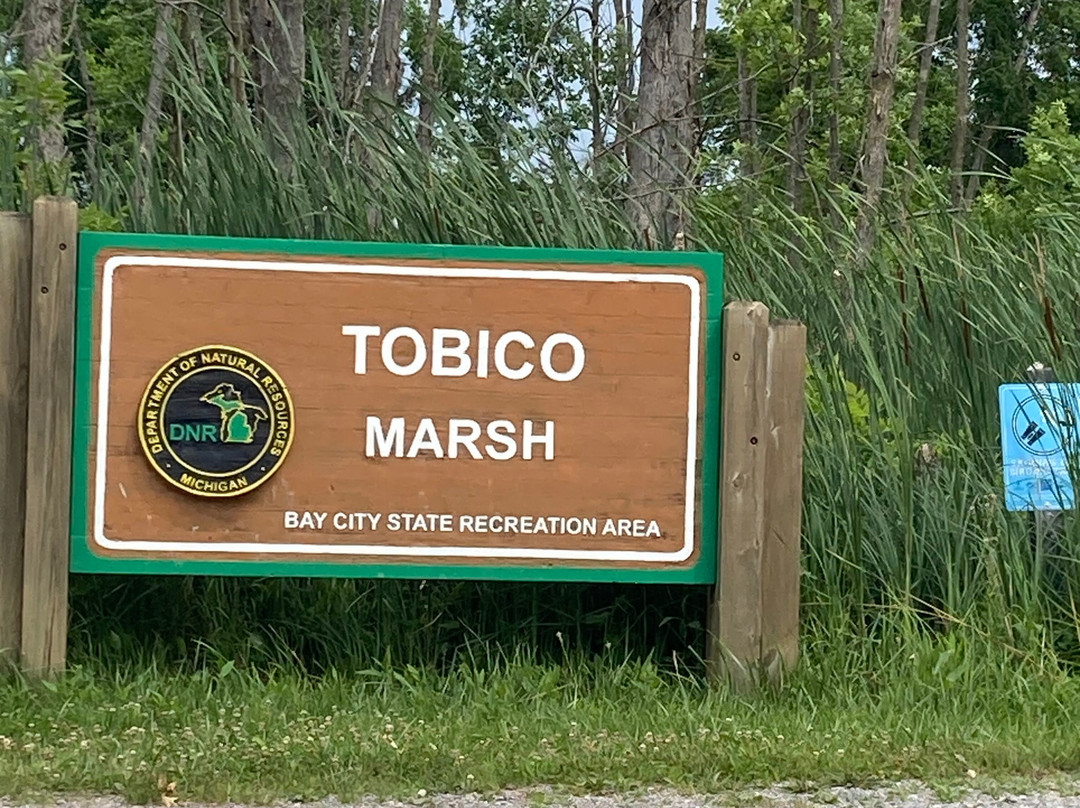 TOBICO
MARSH
DEPARTMENT OF NATURAL RESOURCES
DNR
MICHIGAN
BAY CITY STATE RECREATION AREA